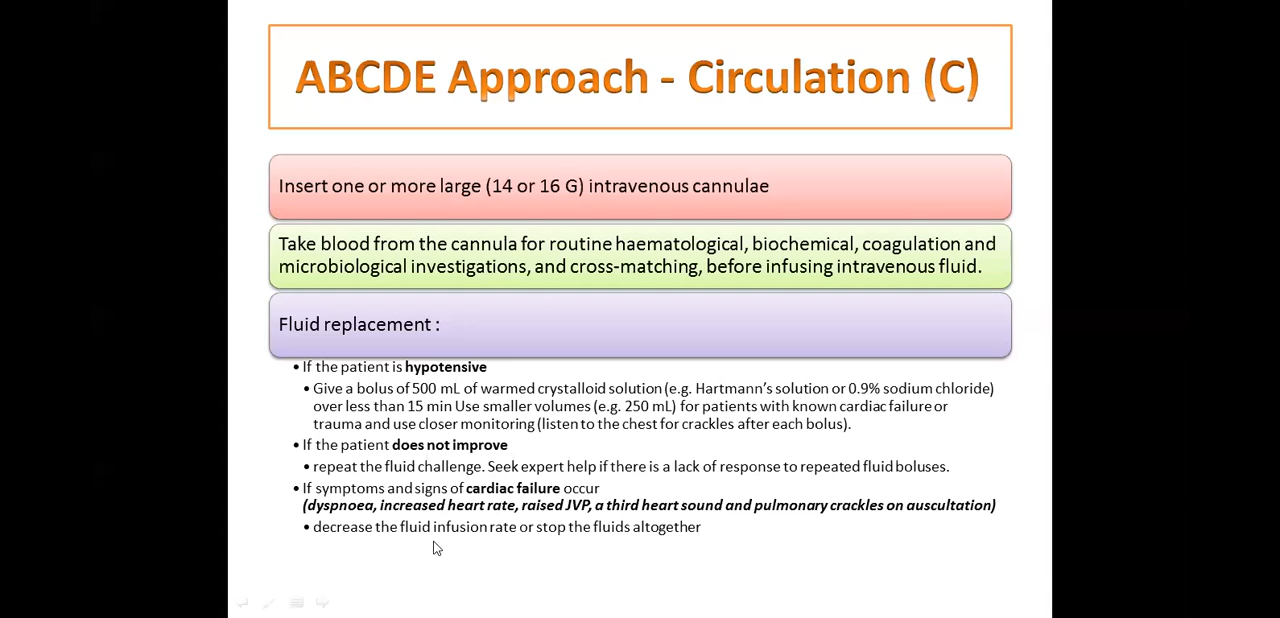 ABCDE Approach - Circulation (C)
Insert one or more large (14 or 16 G) intravenous cannulae
Take blood from the cannula for routine haematological, biochemical, coagulation and
microbiological investigations, and cross-matching, before infusing intravenous fluid.
Fluid replacement :
• If the patient is hypotensive
• Give a bolus of 500 mL of warmed crystalloid solution (e.g. Hartmann's solution or 0.9% sodium chloride)
over less than 15 min Use smaller volumes (e.g. 250 mL) for patients with known cardiac failure or
trauma and use closer monitoring (listen to the chest for crackles after each bolus).
• If the patient does not improve
• repeat the fluid challenge. Seek expert help if there is a lack of response to repeated fluid boluses.
• If symptoms and signs of cardiac failure occur
(dyspnoea, increased heart rate, raised JVP, a third heart sound and pulmonary crackles on auscultation)
• decrease the fluid infusion rate or stop the fluids altogether